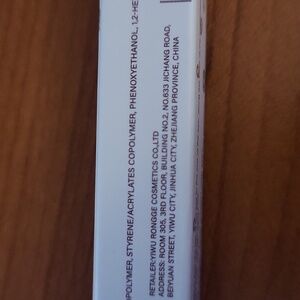 OPOLYMER, STYRENE/ACRYLATES COPOLYMER, PHENOXYETHANOL, 1,2-HE
RETAILER:YIWU RONGGE COSMETICS CO.,LTD
ADDRESS: ROOM 305, 3RD FLOOR, BUILDING NO.2, NO.633 JICHANG ROAD,
BEIYUAN STREET, YIWU CITY, JINHUA CITY, ZHEJIANG PROVINCE, CHINA